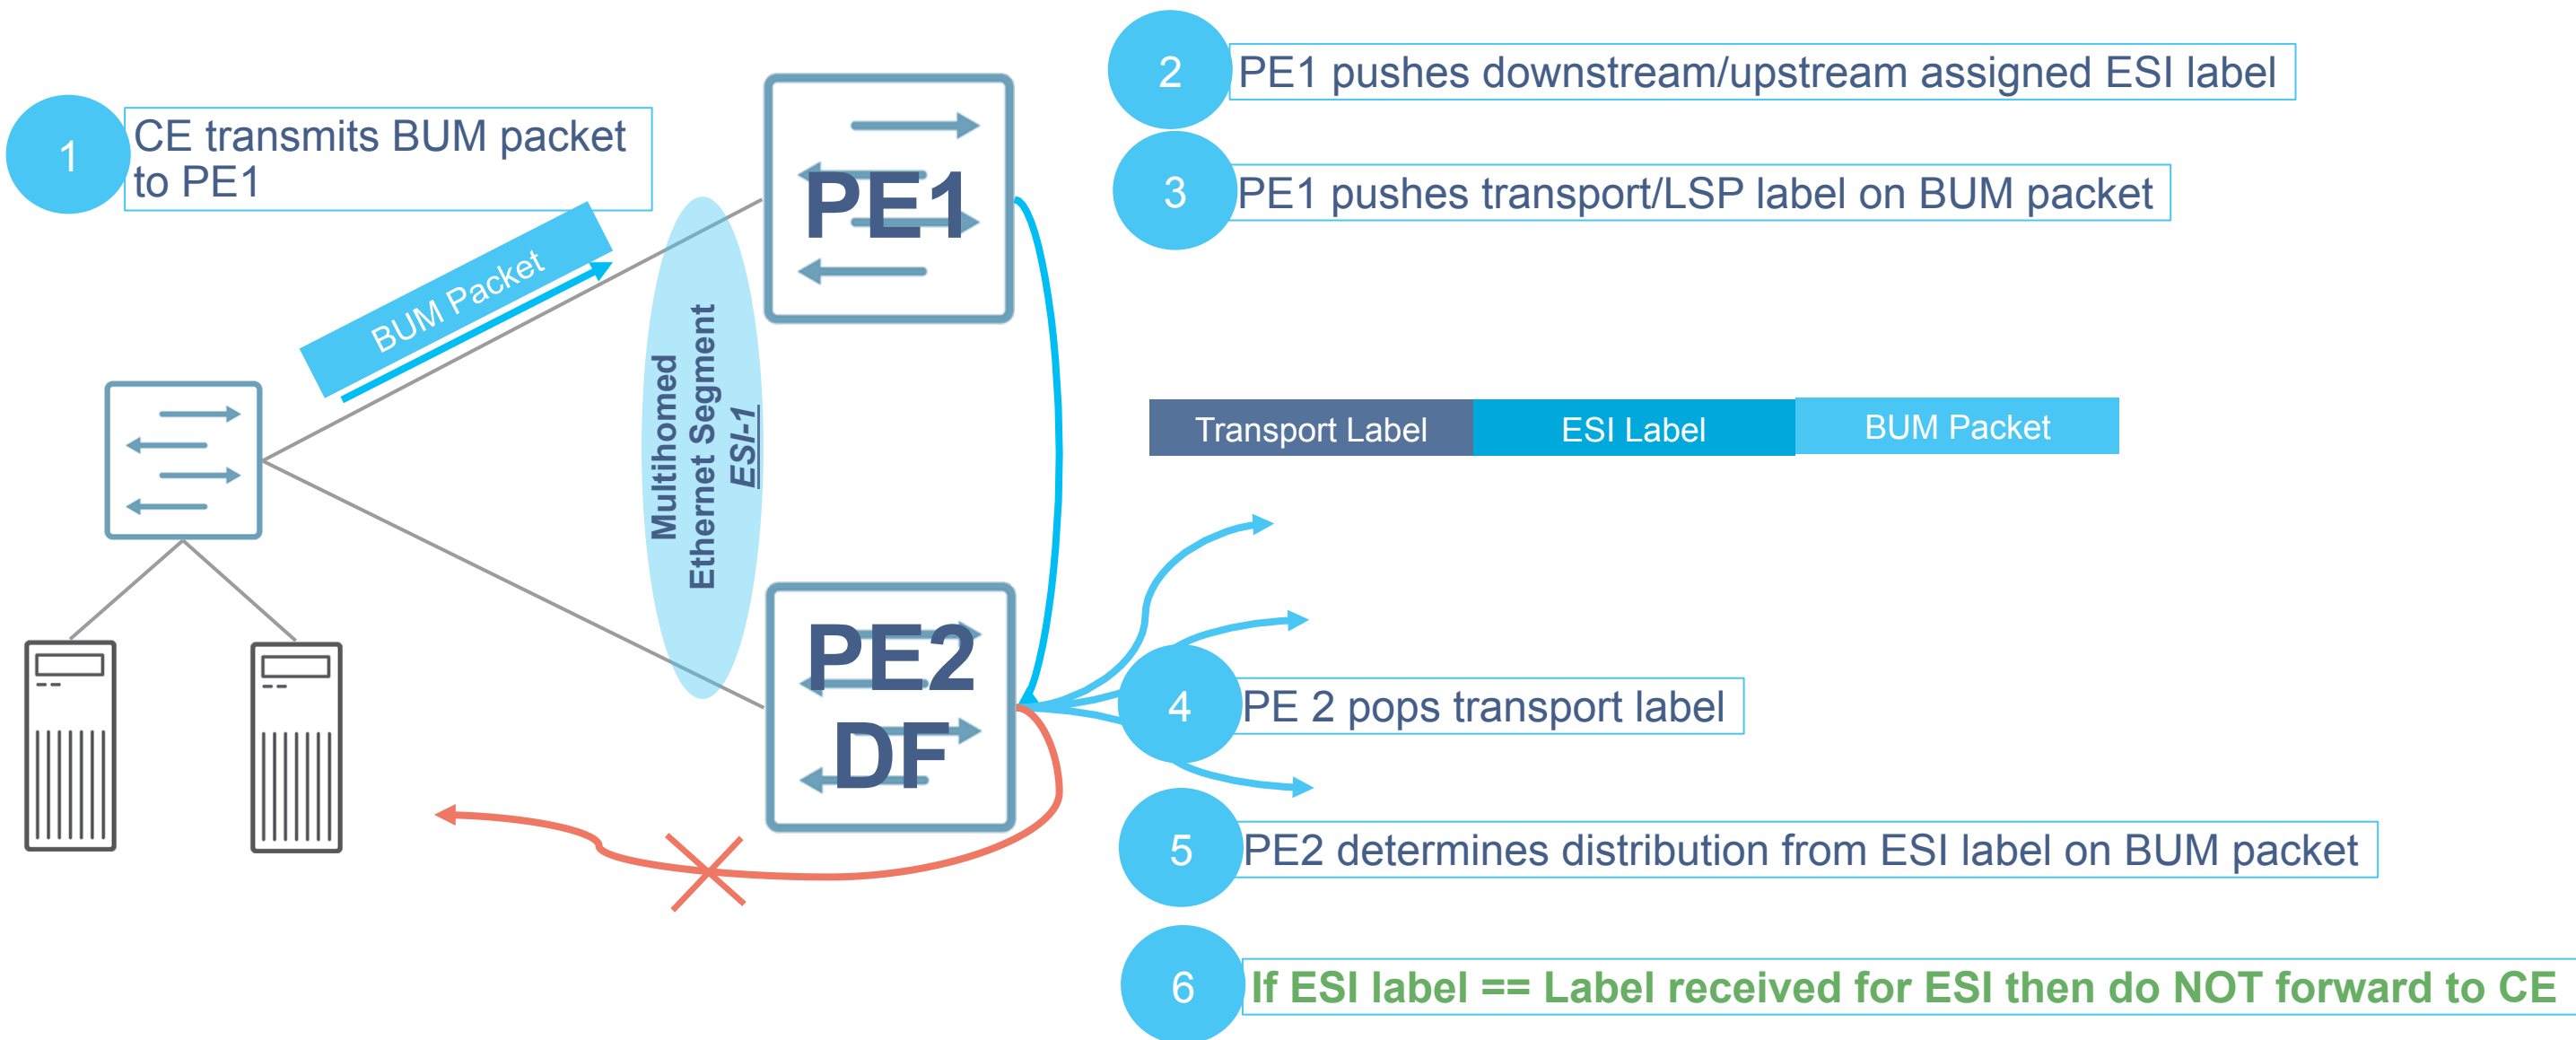 1
CE transmits BUM packet
to PE1
BUM Packet
Multihomed
Ethernet Segment
ESI-1
PE1
2
PE1 pushes downstream/upstream assigned ESI label
3
PE1 pushes transport/LSP label on BUM packet
Transport Label
ESI Label
BUM Packet
PE2
DF
4
PE 2 pops transport label
5
PE2 determines distribution from ESI label on BUM packet
6
If ESI label == Label received for ESI then do NOT forward to CE